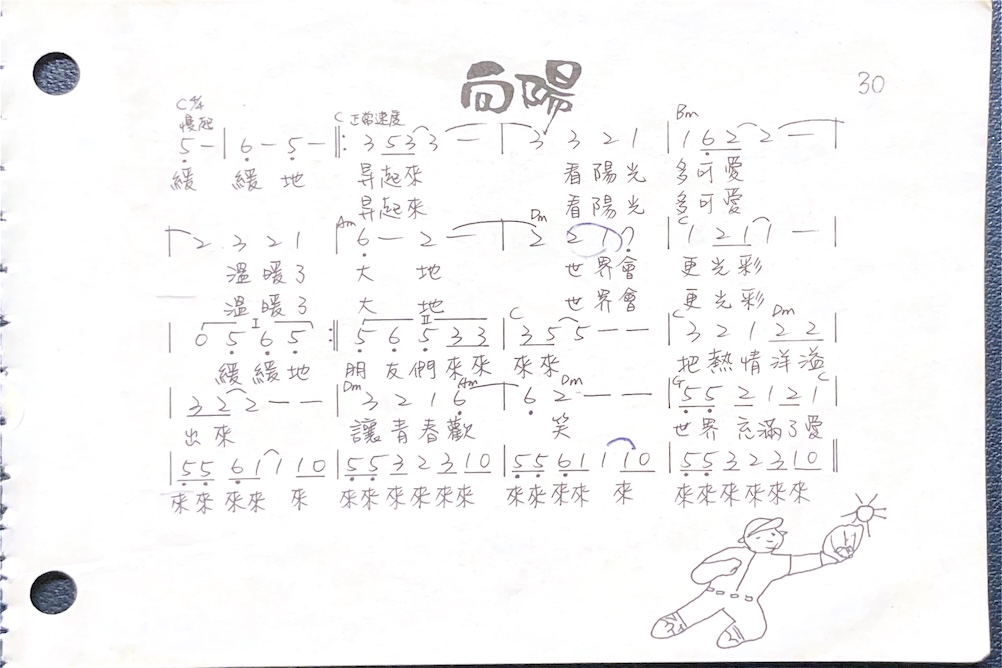 向陽
30
C 4/4 C Bm
慢起 正常速度
5 - | 6 - 5 - ‖: 3 5 3 3 - | 3 3 2 1 | 1 6 2 2 - |
緩 緩 地 昇起來 看陽光 多可愛
昇起來 看陽光 多可愛
Am Dm C
2 3 2 1 | 6 - 2 - | 2 2 1 ? | 1 2 1 1 - |
溫暖了 大 地 世界會 更光彩
溫暖了 大 地 世界會 更光彩
I II C C Dm
| 0 5 6 5 :‖ 5 6 5 3 3 | 3 5 5 - - | 3 2 1 2 2 |
緩緩地 朋友們來來 來來 把熱情洋溢
Dm Am Dm G C
| 3 2 2 - - | 3 2 1 6 | 6 2 - - | 5 5 2 1 2 1 |
出來 讓青春歡 笑 世界充滿了愛
| 5 5 6 1 1 1 0 | 5 5 3 2 3 1 0 | 5 5 6 1 1 1 0 | 5 5 3 2 3 1 0 ‖
來來來來 來 來來來來來來 來來來來 來 來來來來來來